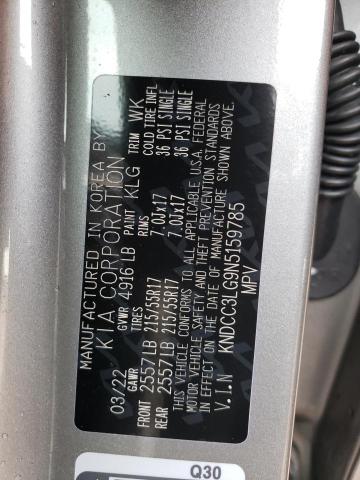 MANUFACTURED IN KOREA BY
KIA CORPORATION
03/22 GVWR 4916 LB PAINT KLG TRIM WK
GAWR RIMS COLD TIRE INFL
FRONT 2557 LB 215/55R17 7.0JX17 36 PSI SINGLE
REAR 2557 LB 215/55R17 7.0JX17 36 PSI SINGLE
THIS VEHICLE CONFORMS TO ALL APPLICABLE U.S.A. FEDERAL
MOTOR VEHICLE SAFETY AND THEFT PREVENTION STANDARDS
IN EFFECT ON THE DATE OF MANUFACTURE SHOWN ABOVE.
V.I.N KNDCC3LG9N5159785
MPV
Q30